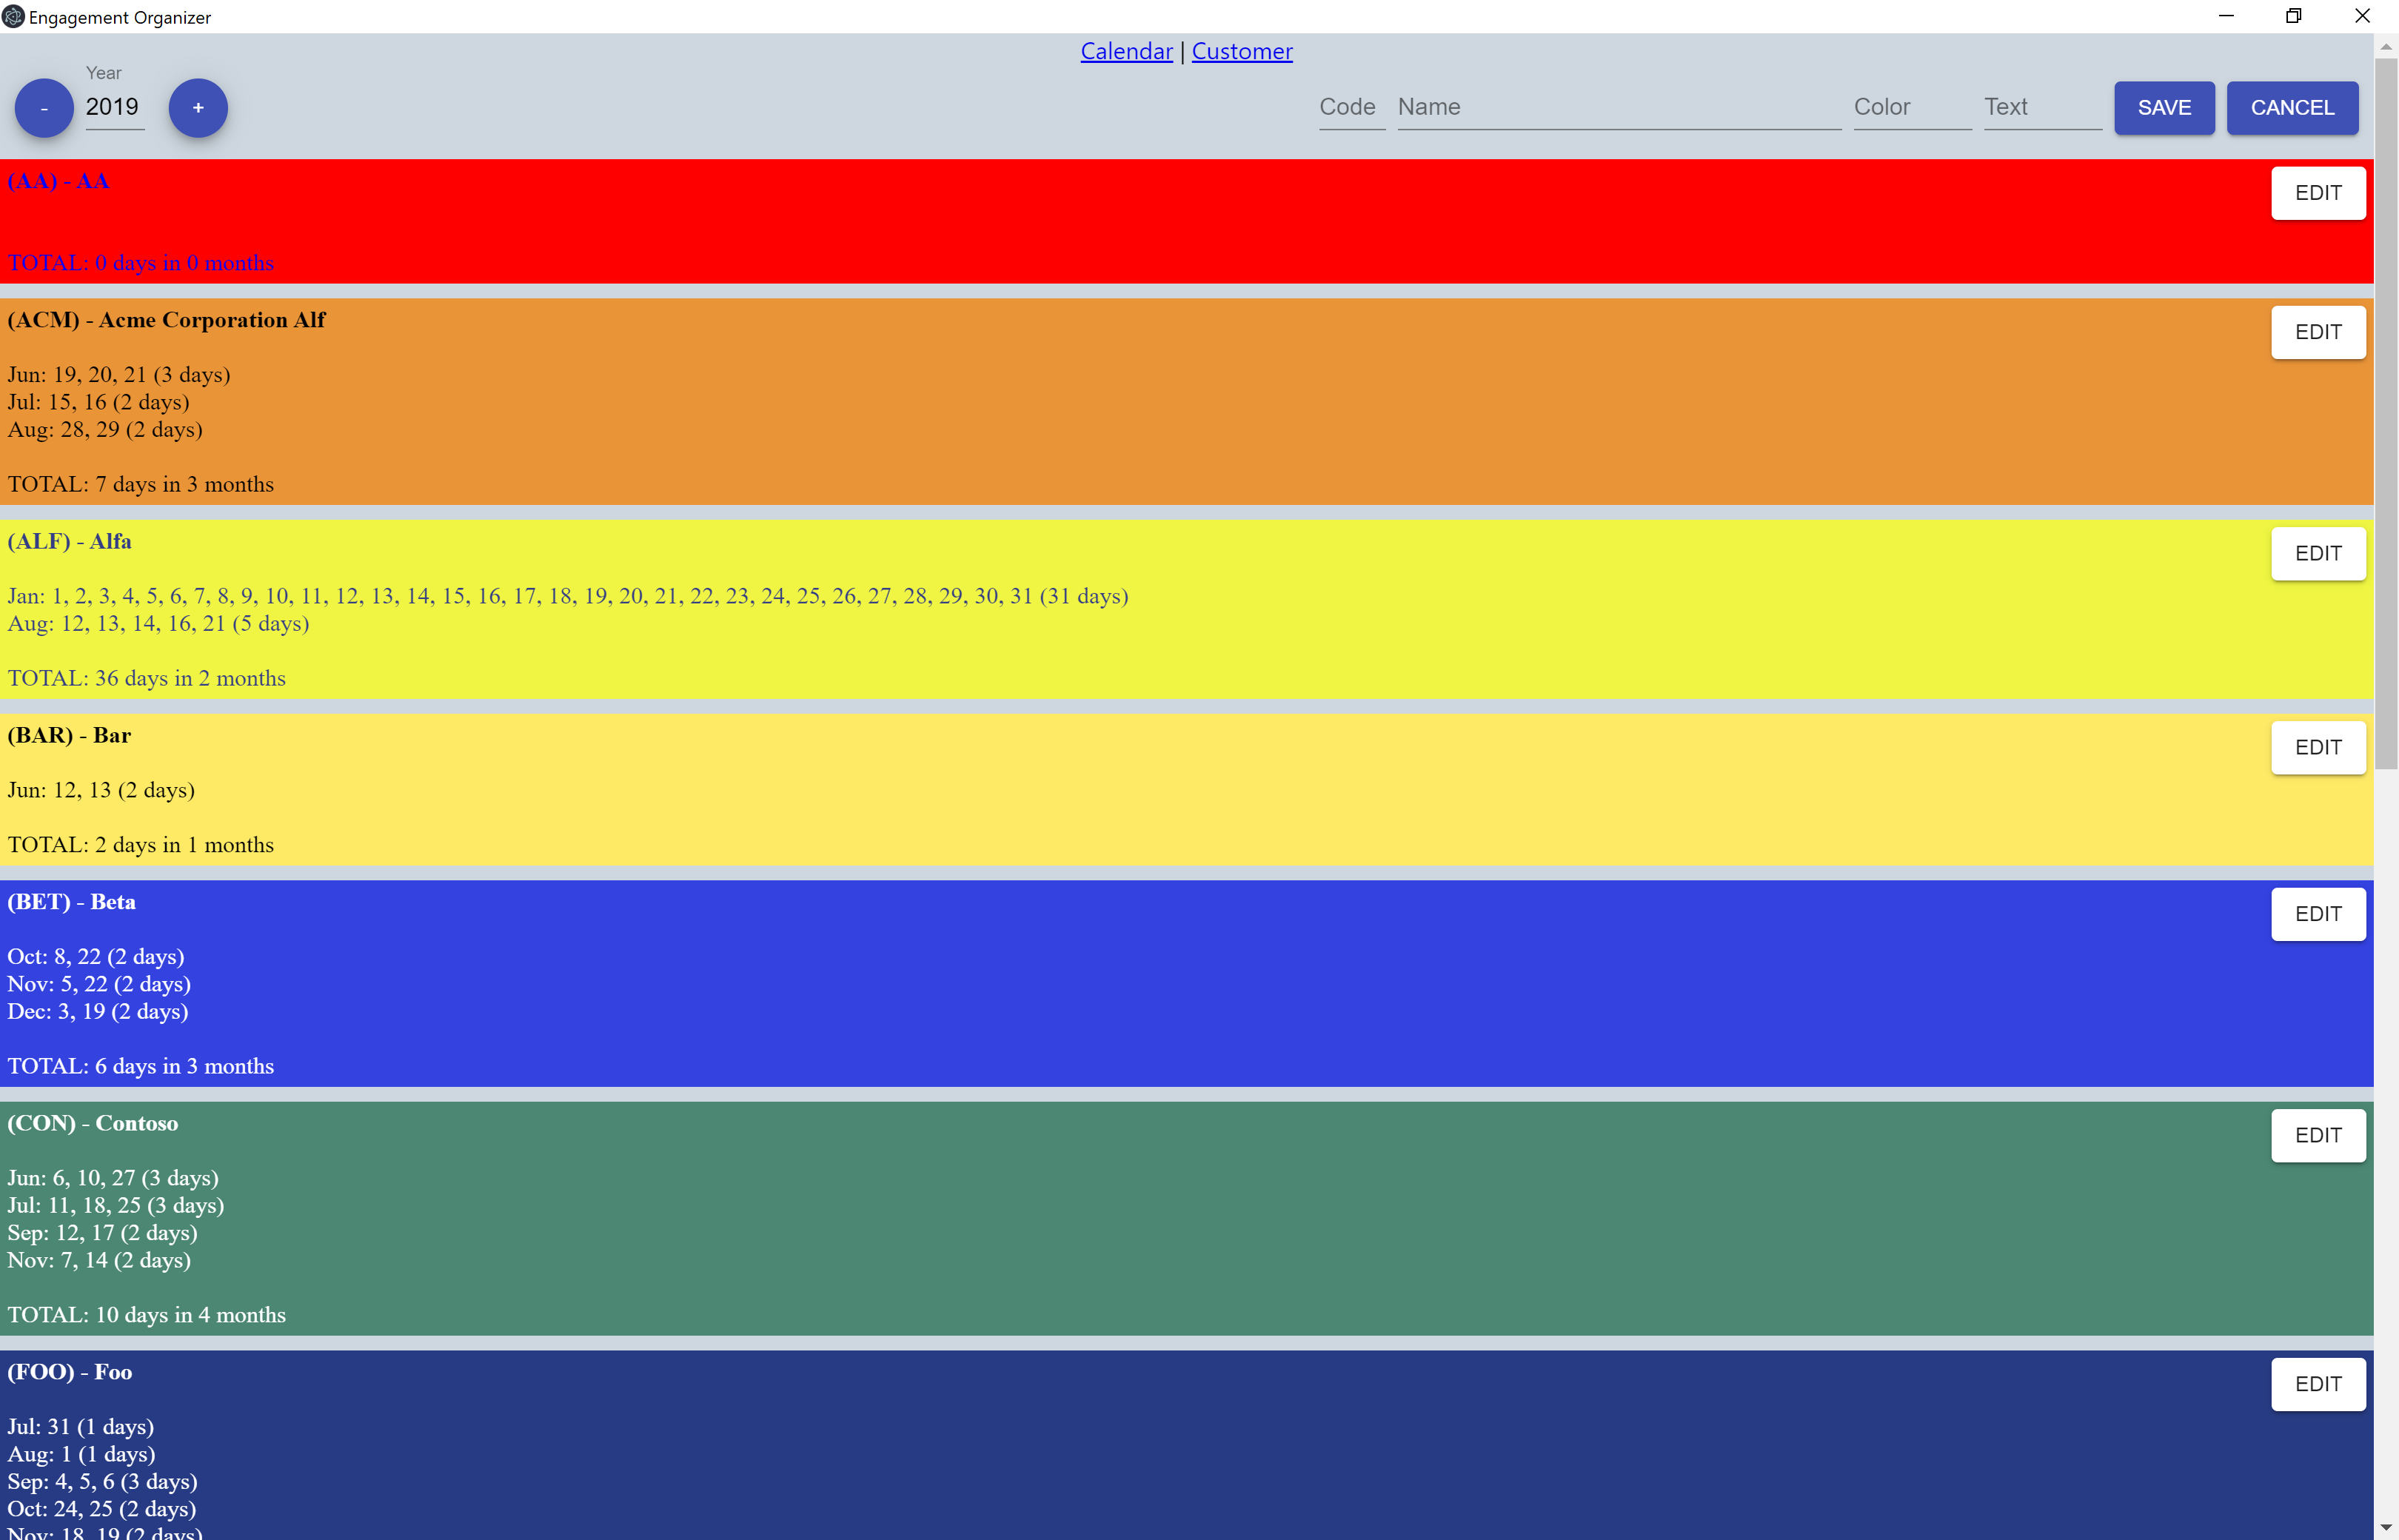 Engagement Organizer
Calendar | Customer
Year
- 2019 +
Code Name Color Text SAVE CANCEL
(AA) - AA
EDIT
TOTAL: 0 days in 0 months
(ACM) - Acme Corporation Alf
EDIT
Jun: 19, 20, 21 (3 days)
Jul: 15, 16 (2 days)
Aug: 28, 29 (2 days)
TOTAL: 7 days in 3 months
(ALF) - Alfa
EDIT
Jan: 1, 2, 3, 4, 5, 6, 7, 8, 9, 10, 11, 12, 13, 14, 15, 16, 17, 18, 19, 20, 21, 22, 23, 24, 25, 26, 27, 28, 29, 30, 31 (31 days)
Aug: 12, 13, 14, 16, 21 (5 days)
TOTAL: 36 days in 2 months
(BAR) - Bar
EDIT
Jun: 12, 13 (2 days)
TOTAL: 2 days in 1 months
(BET) - Beta
EDIT
Oct: 8, 22 (2 days)
Nov: 5, 22 (2 days)
Dec: 3, 19 (2 days)
TOTAL: 6 days in 3 months
(CON) - Contoso
EDIT
Jun: 6, 10, 27 (3 days)
Jul: 11, 18, 25 (3 days)
Sep: 12, 17 (2 days)
Nov: 7, 14 (2 days)
TOTAL: 10 days in 4 months
(FOO) - Foo
EDIT
Jul: 31 (1 days)
Aug: 1 (1 days)
Sep: 4, 5, 6 (3 days)
Oct: 24, 25 (2 days)
Nov: 18, 19 (2 days)